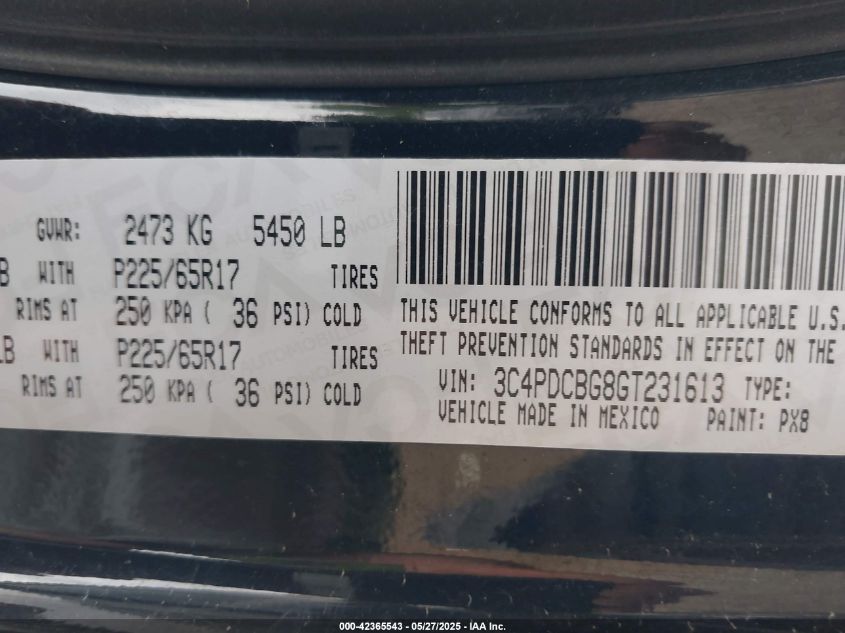 GVWR: 2473 KG 5450 LB
B WITH P225/65R17 TIRES
RIMS AT 250 KPA ( 36 PSI) COLD
LB WITH P225/65R17 TIRES
RIMS AT 250 KPA ( 36 PSI) COLD
THIS VEHICLE CONFORMS TO ALL APPLICABLE U.S.
THEFT PREVENTION STANDARDS IN EFFECT ON THE
VIN: 3C4PDCBG8GT231613 TYPE:
VEHICLE MADE IN MEXICO PAINT: PX8
000-42365543 - 05/27/2025 - IAA Inc.